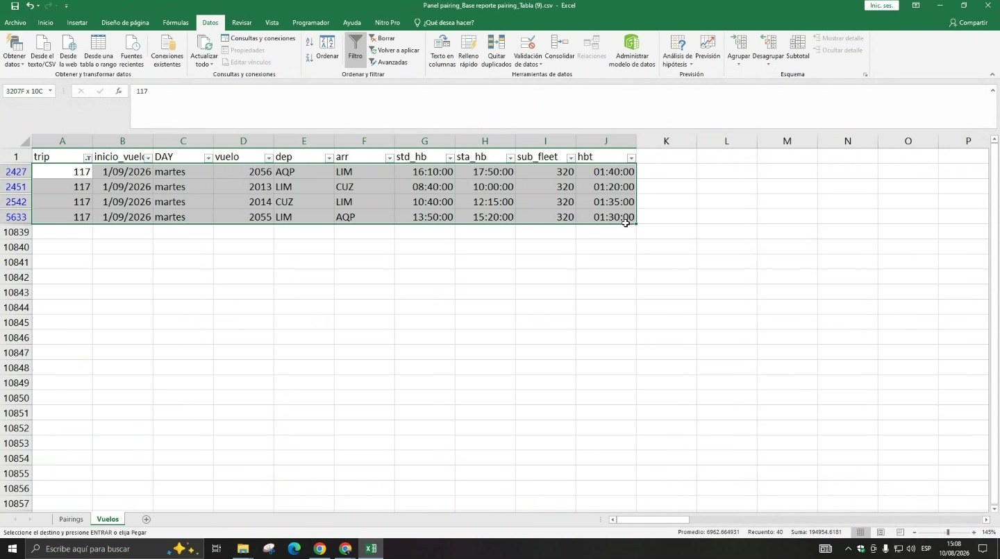 Panel pairing_Base reporte pairing_Tabla (9).csv - Excel
Inic. ses.
Archivo Inicio Insertar Diseño de página Fórmulas Datos Revisar Vista Programador Ayuda Nitro Pro ¿Qué desea hacer? Compartir
Obtener datos
Desde el texto/CSV
Desde la web
Desde una tabla o rango
Fuentes recientes
Conexiones existentes
Obtener y transformar datos
Actualizar todo
Consultas y conexiones
Propiedades
Editar vínculos
Consultas y conexiones
Ordenar
Filtro
Borrar
Volver a aplicar
Avanzadas
Ordenar y filtrar
Texto en columnas
Relleno rápido
Quitar duplicados
Validación de datos
Consolidar
Relaciones
Administrar modelo de datos
Herramientas de datos
Análisis de hipótesis
Previsión
Previsión
Agrupar
Desagrupar
Subtotal
Mostrar detalle
Ocultar detalle
Esquema
3207F x 10C
fx
117
A B C D E F G H I J K L M N O P
1 trip inicio_vuelo DAY vuelo dep arr std_hb sta_hb sub_fleet hbt
2427 117 1/09/2026 martes 2056 AQP LIM 16:10:00 17:50:00 320 01:40:00
2451 117 1/09/2026 martes 2013 LIM CUZ 08:40:00 10:00:00 320 01:20:00
2542 117 1/09/2026 martes 2014 CUZ LIM 10:40:00 12:15:00 320 01:35:00
5633 117 1/09/2026 martes 2055 LIM AQP 13:50:00 15:20:00 320 01:30:00
10839
10840
10841
10842
10843
10844
10845
10846
10847
10848
10849
10850
10851
10852
10853
10854
10855
10856
10857
Pairings Vuelos
Seleccione el destino y presione ENTRAR o elija Pegar
Promedio: 6962.664931 Recuento: 40 Suma: 194954.6181
145%
Escribe aquí para buscar
ESP
15:08
10/08/2026